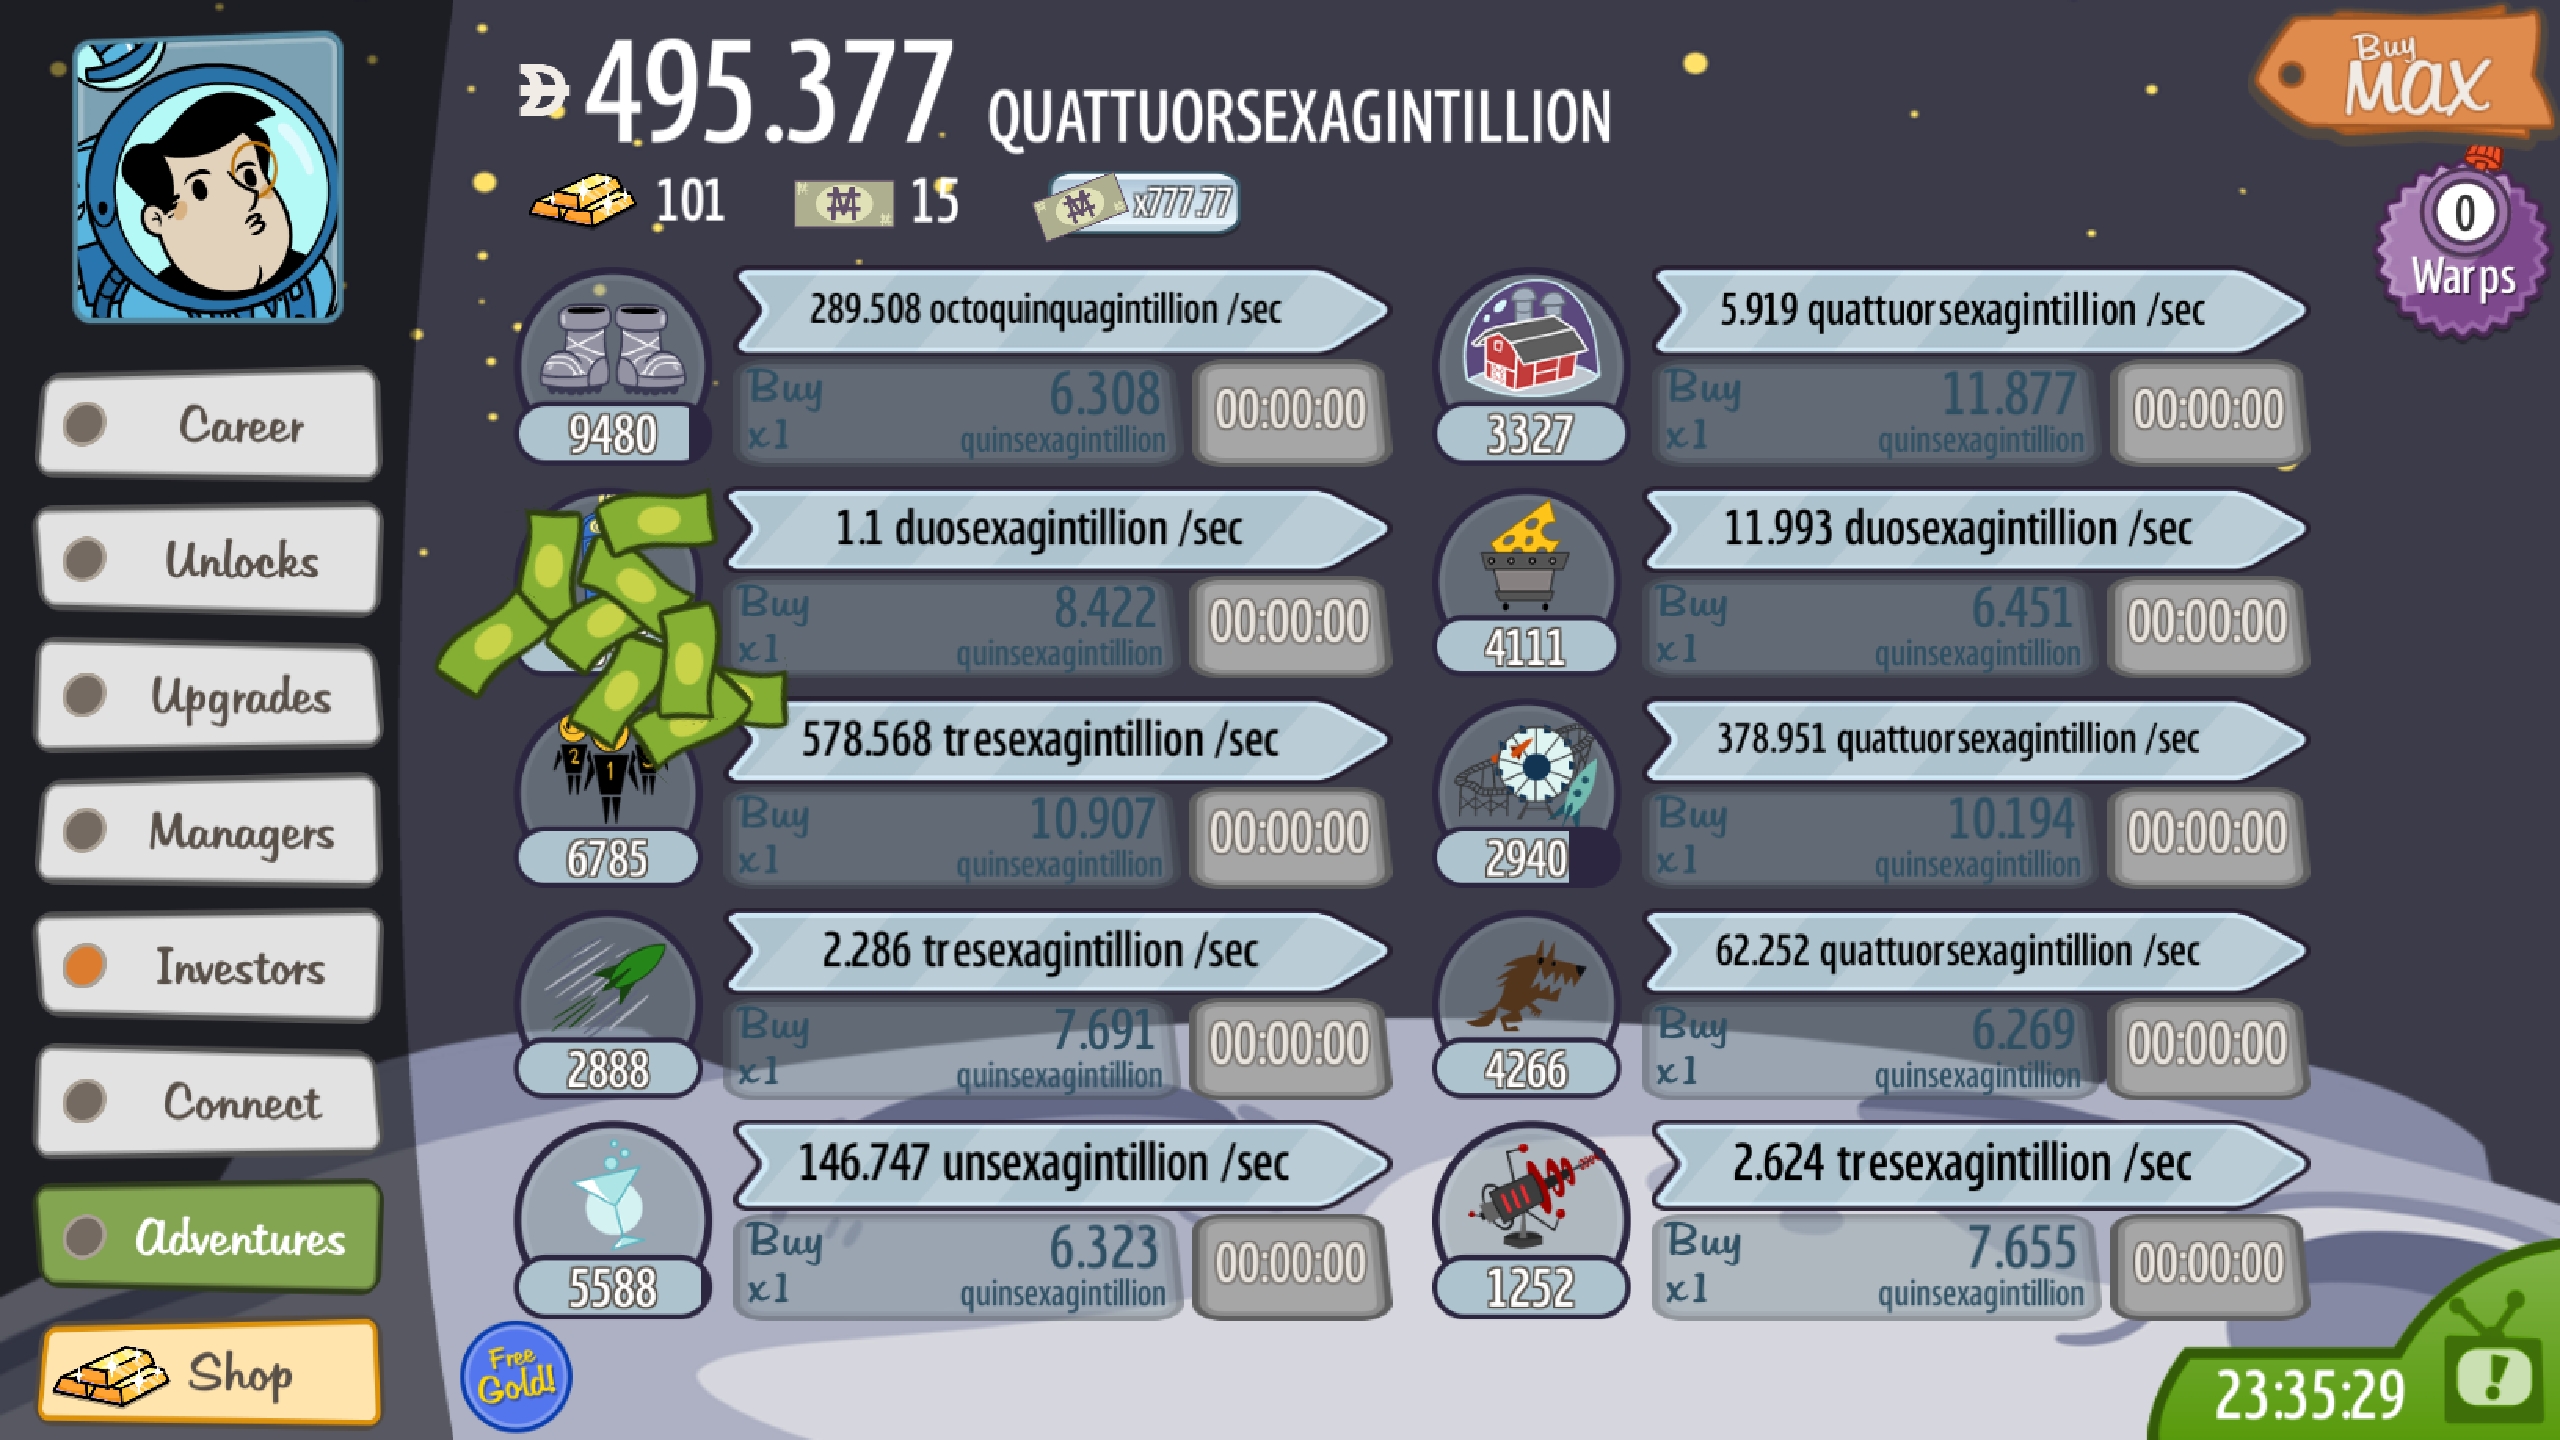 495.377 QUATTUORSEXAGINTILLION
Buy
MAX
101 15 x777.77
0
Warps
Career
Unlocks
Upgrades
Managers
Investors
Connect
Adventures
Shop
289.508 octoquinquagintillion /sec
Buy 6.308
x1 quinsexagintillion
00:00:00
9480
5.919 quattuorsexagintillion /sec
Buy 11.877
x1 quinsexagintillion
00:00:00
3327
1.1 duosexagintillion /sec
Buy 8.422
x1 quinsexagintillion
00:00:00
11.993 duosexagintillion /sec
Buy 6.451
x1 quinsexagintillion
00:00:00
4111
578.568 tresexagintillion /sec
2 1
Buy 10.907
x1 quinsexagintillion
00:00:00
6785
378.951 quattuorsexagintillion /sec
Buy 10.194
x1 quinsexagintillion
00:00:00
2940
2.286 tresexagintillion /sec
Buy 7.691
x1 quinsexagintillion
00:00:00
2888
62.252 quattuorsexagintillion /sec
Buy 6.269
x1 quinsexagintillion
00:00:00
4266
146.747 unsexagintillion /sec
Buy 6.323
x1 quinsexagintillion
00:00:00
5588
2.624 tresexagintillion /sec
Buy 7.655
x1 quinsexagintillion
00:00:00
1252
Free
Gold!
23:35:29
!